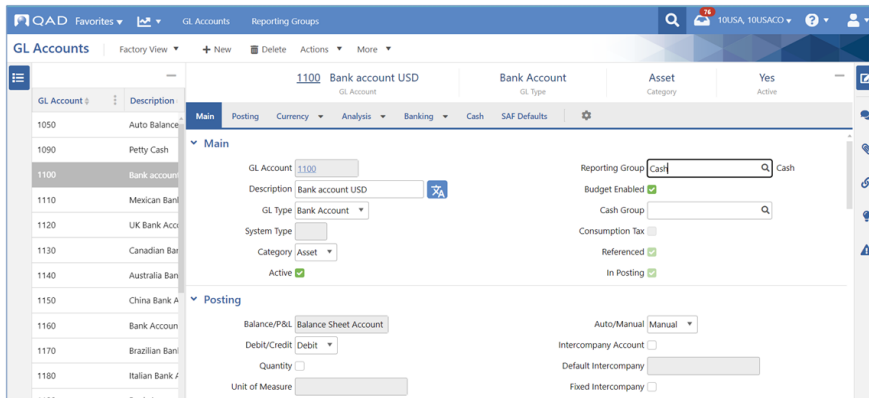 QAD Favorites GL Accounts Reporting Groups 76 10USA, 10USACO ?
GL Accounts Factory View + New Delete Actions More
1100 Bank account USD Bank Account Asset Yes
GL Account GL Type Category Active
GL Account Description
Main Posting Currency Analysis Banking Cash SAF Defaults
1050 Auto Balance
1090 Petty Cash
1100 Bank account
1110 Mexican Bank
1120 UK Bank Acco
1130 Canadian Ban
1140 Australia Ban
1150 China Bank A
1160 Bank Accoun
1170 Brazilian Bank
1180 Italian Bank A
Main
GL Account 1100 Reporting Group Cash Cash
Description Bank account USD Budget Enabled
GL Type Bank Account Cash Group
System Type Consumption Tax
Category Asset Referenced
Active In Posting
Posting
Balance/P&L Balance Sheet Account Auto/Manual Manual
Debit/Credit Debit Intercompany Account
Quantity Default Intercompany
Unit of Measure Fixed Intercompany